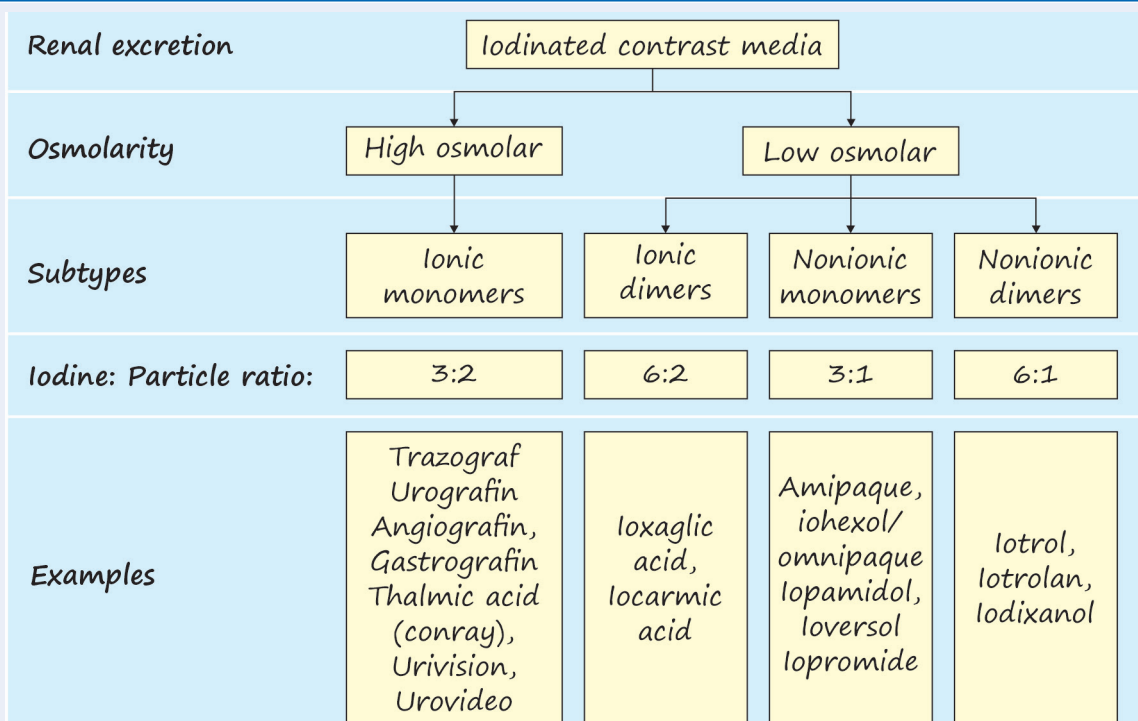 Renal excretion
Iodinated contrast media
Osmolarity
High osmolar
Low osmolar
Subtypes
Ionic
monomers
Ionic
dimers
Nonionic
monomers
Nonionic
dimers
Iodine: Particle ratio:
3:2
6:2
3:1
6:1
Examples
Trazograf
Urografin
Angiografin,
Gastrografin
Thalmic acid
(conray),
Urivision,
Urovideo
Ioxaglic
acid,
Iocarmic
acid
Amipaque,
iohexol/
omnipaque
Iopamidol,
Ioversol
Iopromide
Iotrol,
Iotrolan,
Iodixanol